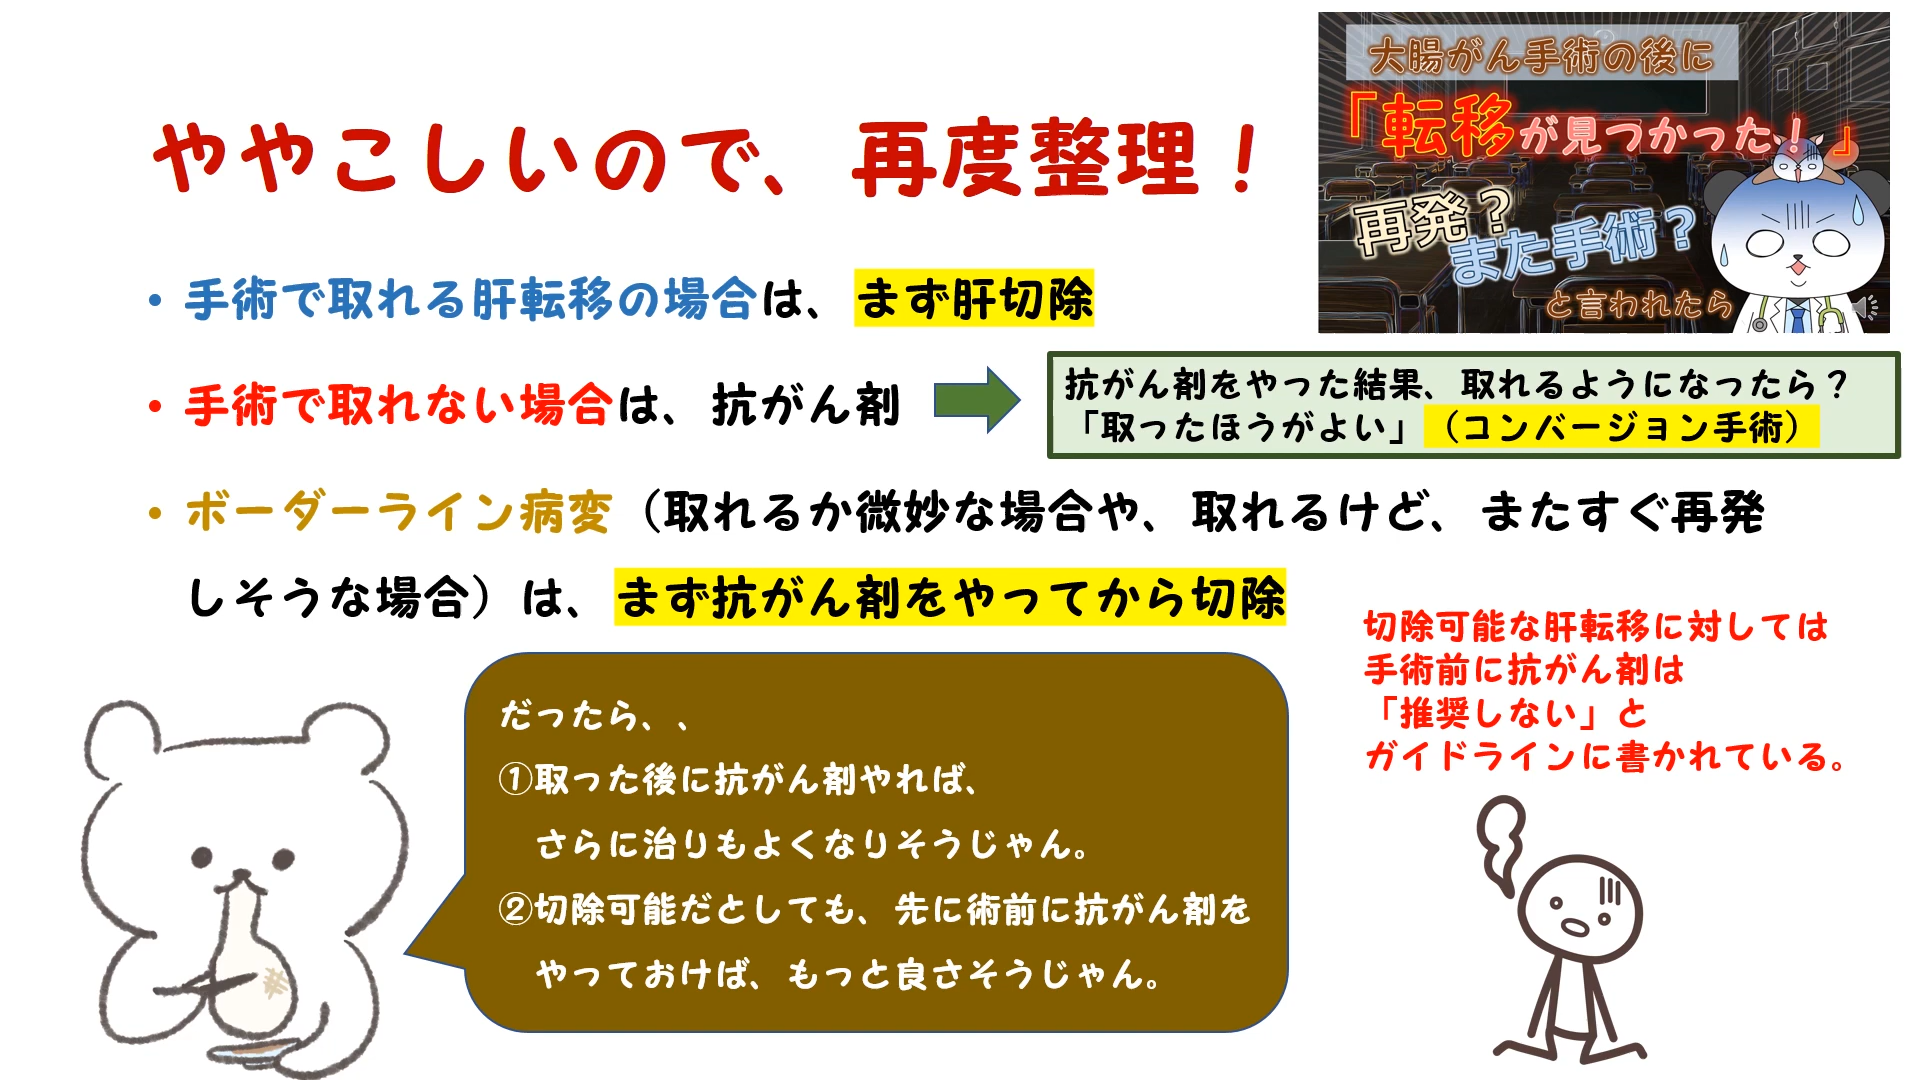 大腸がん手術の後に
「転移が見つかった！」
再発？
また手術？
と言われたら
ややこしいので、再度整理！
・手術で取れる肝転移の場合は、まず肝切除
・手術で取れない場合は、抗がん剤
抗がん剤をやった結果、取れるようになったら？
「取ったほうがよい」（コンバージョン手術）
・ボーダーライン病変（取れるか微妙な場合や、取れるけど、またすぐ再発
しそうな場合）は、まず抗がん剤をやってから切除
だったら、、
①取った後に抗がん剤やれば、
さらに治りもよくなりそうじゃん。
②切除可能だとしても、先に術前に抗がん剤を
やっておけば、もっと良さそうじゃん。
切除可能な肝転移に対しては
手術前に抗がん剤は
「推奨しない」と
ガイドラインに書かれている。